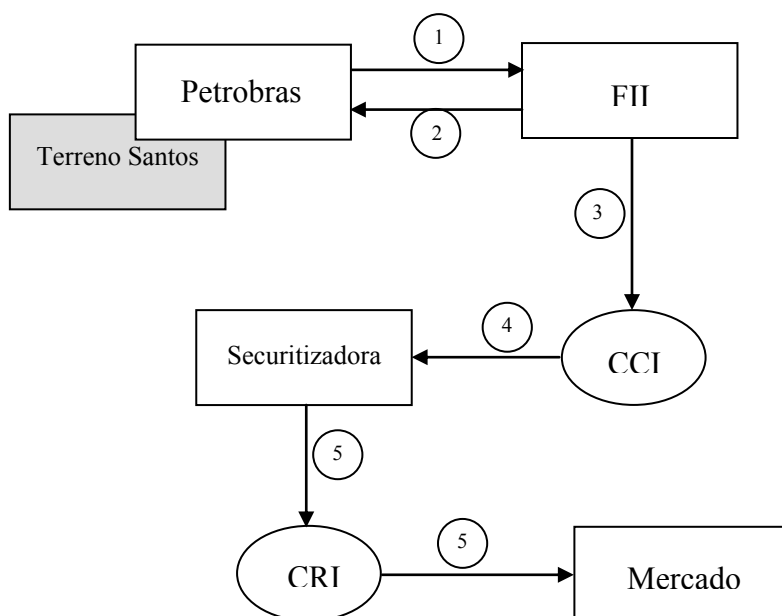 1
Petrobras
FII
2
Terreno Santos
3
4
Securitizadora
CCI
5
5
CRI
Mercado